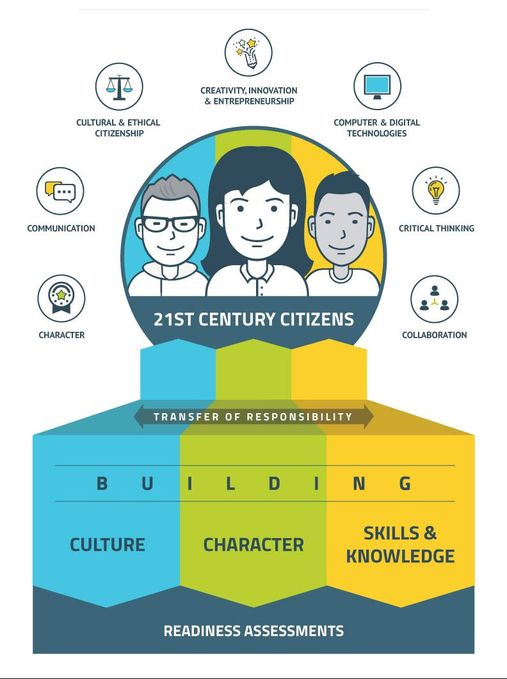 CREATIVITY, INNOVATION
& ENTREPRENEURSHIP
CULTURAL & ETHICAL
CITIZENSHIP
COMPUTER & DIGITAL
TECHNOLOGIES
COMMUNICATION
CRITICAL THINKING
CHARACTER
COLLABORATION
21ST CENTURY CITIZENS
TRANSFER OF RESPONSIBILITY
BUILDING
CULTURE
CHARACTER
SKILLS &
KNOWLEDGE
READINESS ASSESSMENTS